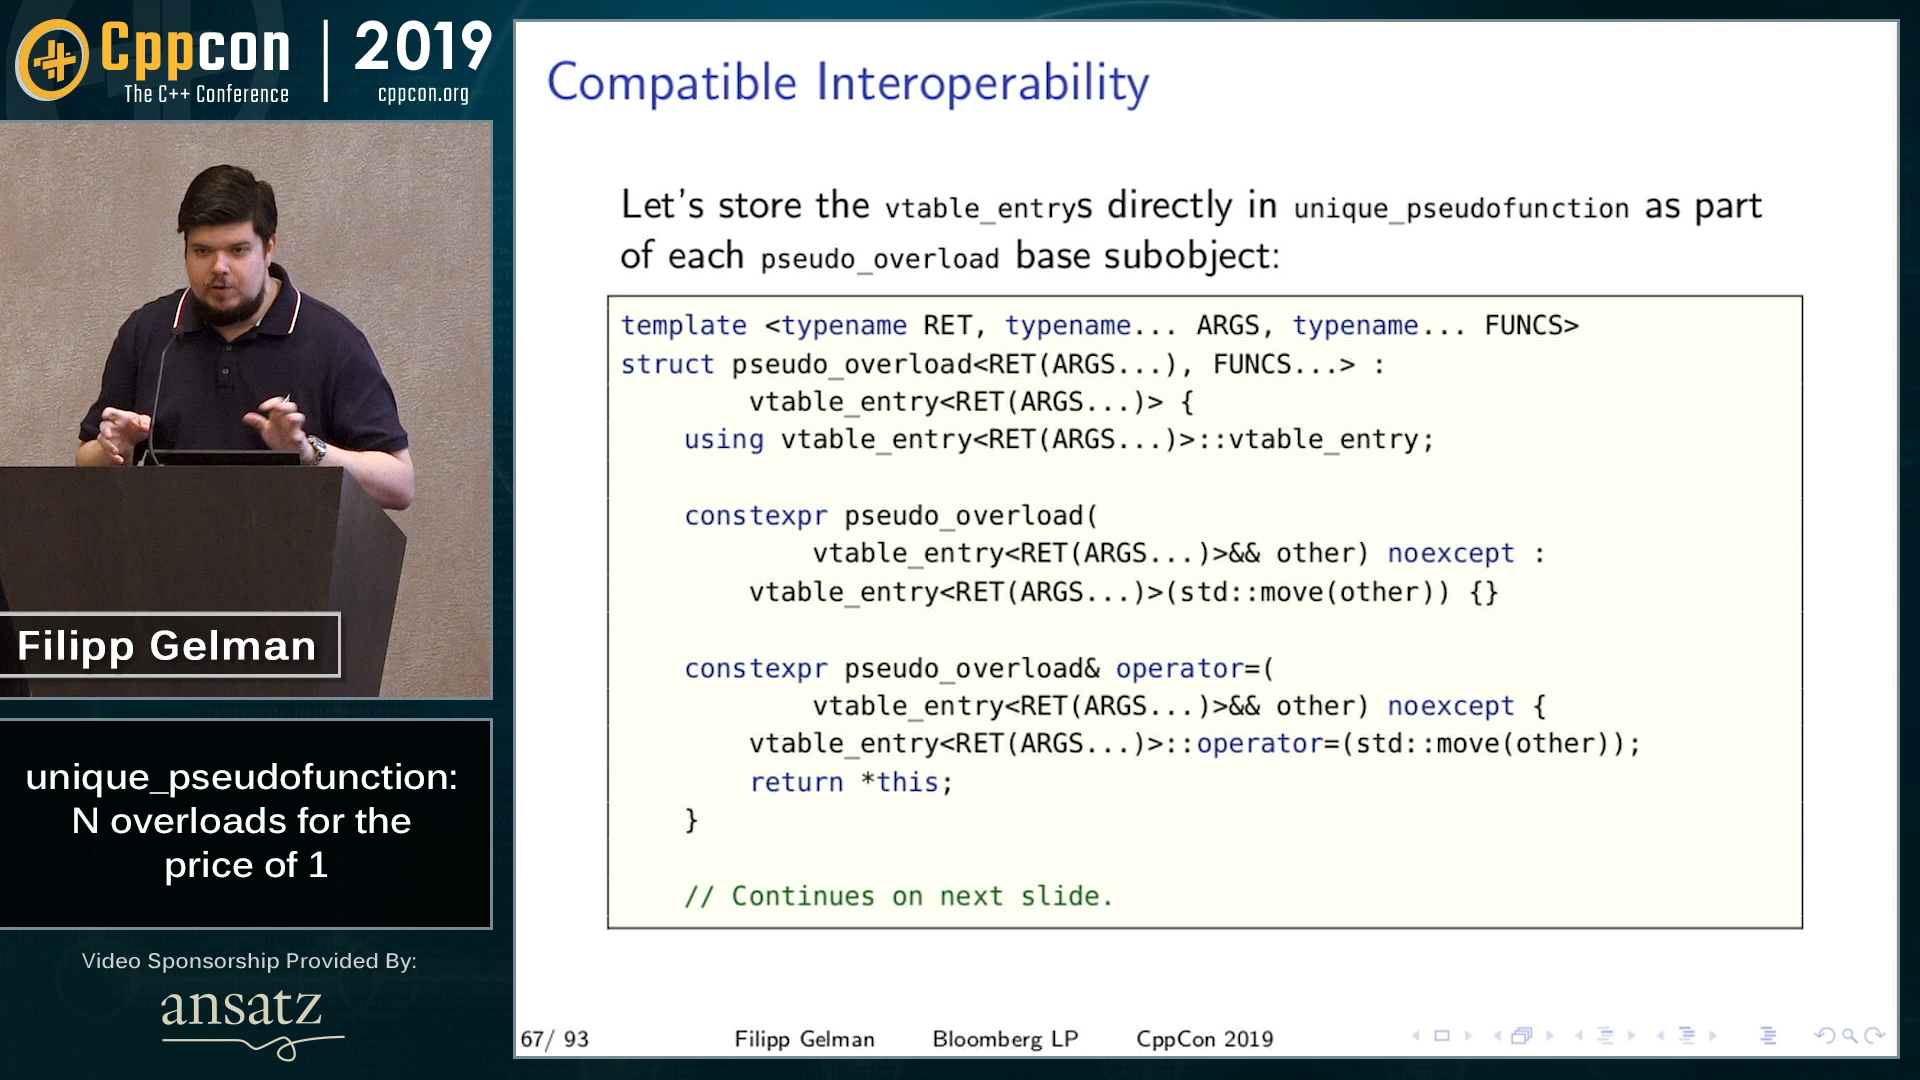 Cppcon
The C++ Conference
2019
cppcon.org
Filipp Gelman
unique_pseudofunction:
N overloads for the
price of 1
Video Sponsorship Provided By:
ansatz
Compatible Interoperability
Let's store the vtable_entrys directly in unique_pseudofunction as part
of each pseudo_overload base subobject:
template <typename RET, typename... ARGS, typename... FUNCS>
struct pseudo_overload<RET(ARGS...), FUNCS...> :
        vtable_entry<RET(ARGS...)> {
    using vtable_entry<RET(ARGS...)>::vtable_entry;
    constexpr pseudo_overload(
            vtable_entry<RET(ARGS...)>&& other) noexcept :
        vtable_entry<RET(ARGS...)>(std::move(other)) {}
    constexpr pseudo_overload& operator=(
            vtable_entry<RET(ARGS...)>&& other) noexcept {
        vtable_entry<RET(ARGS...)>::operator=(std::move(other));
        return *this;
    }
    // Continues on next slide.
67/ 93 Filipp Gelman Bloomberg LP CppCon 2019